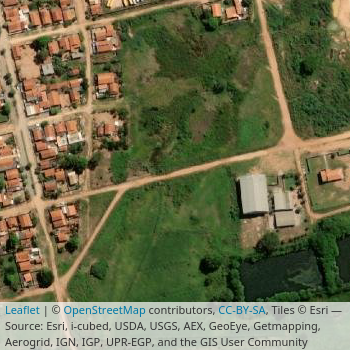 Leaflet | © OpenStreetMap contributors, CC-BY-SA, Tiles © Esri —
Source: Esri, i-cubed, USDA, USGS, AEX, GeoEye, Getmapping,
Aerogrid, IGN, IGP, UPR-EGP, and the GIS User Community